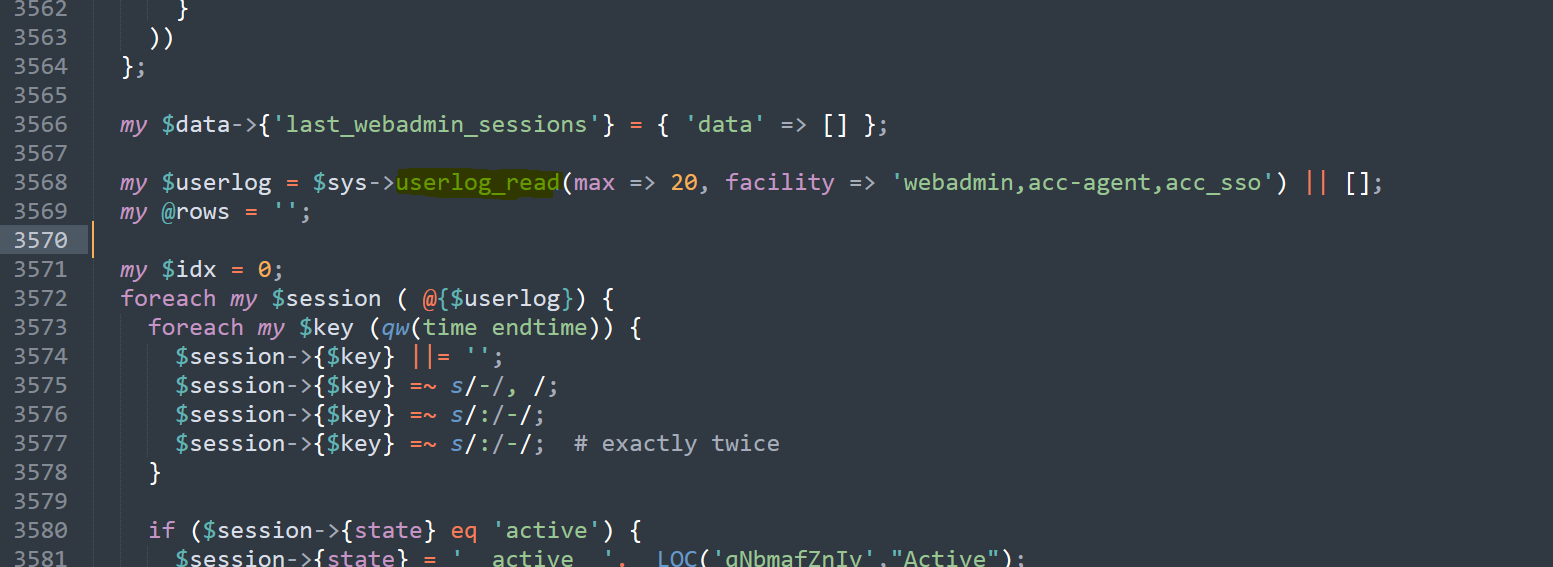 3562 }
3563 ))
3564 };
3565
3566 my $data->{'last_webadmin_sessions'} = { 'data' => [] };
3567
3568 my $userlog = $sys->userlog_read(max => 20, facility => 'webadmin,acc-agent,acc_sso') || [];
3569 my @rows = '';
3570
3571 my $idx = 0;
3572 foreach my $session ( @{$userlog}) {
3573 foreach my $key (qw(time endtime)) {
3574 $session->{$key} ||= '';
3575 $session->{$key} =~ s/-/, /;
3576 $session->{$key} =~ s/:/-/;
3577 $session->{$key} =~ s/:/-/; # exactly twice
3578 }
3579
3580 if ($session->{state} eq 'active') {
3581 $session->{state} = '__active__'.__LOC('gNbmafZnIy',"Active");